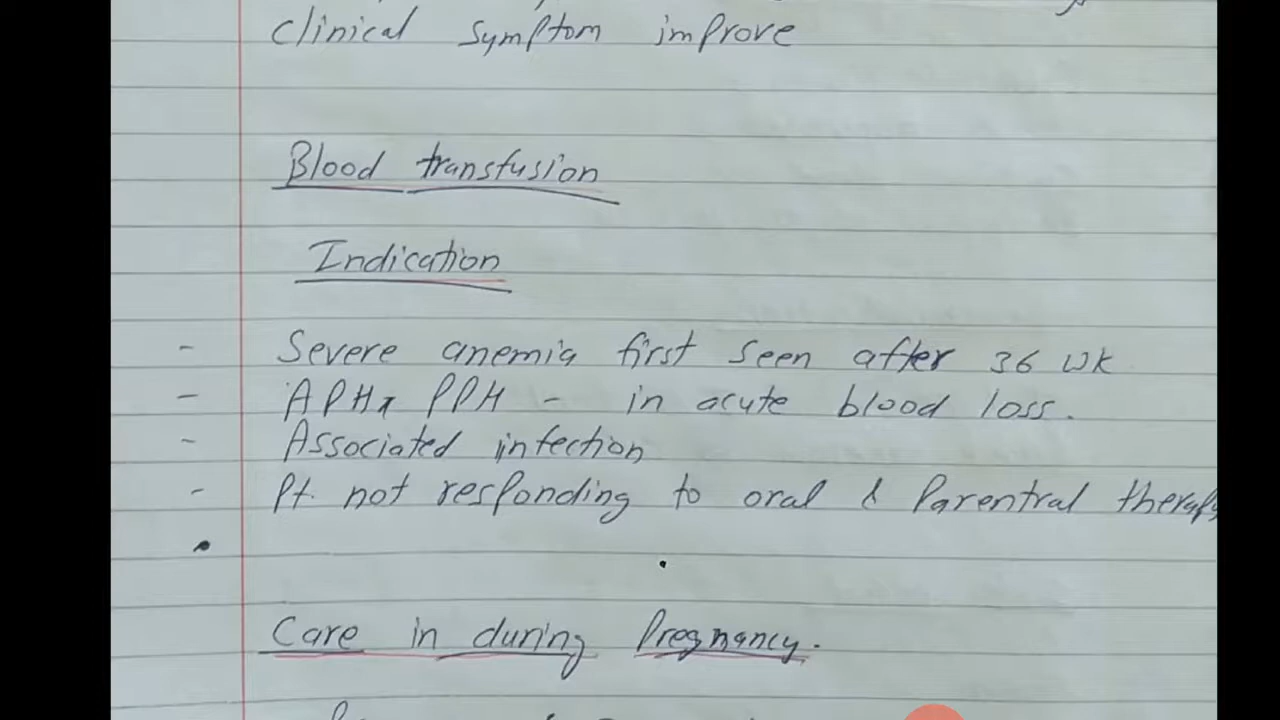 clinical symptom improve
Blood transfusion
Indication
- Severe anemia first seen after 36 wk
- APH, PPH - in acute blood loss.
- Associated infection
- Pt. not responding to oral & Parentral therapy
Care in during Pregnancy.